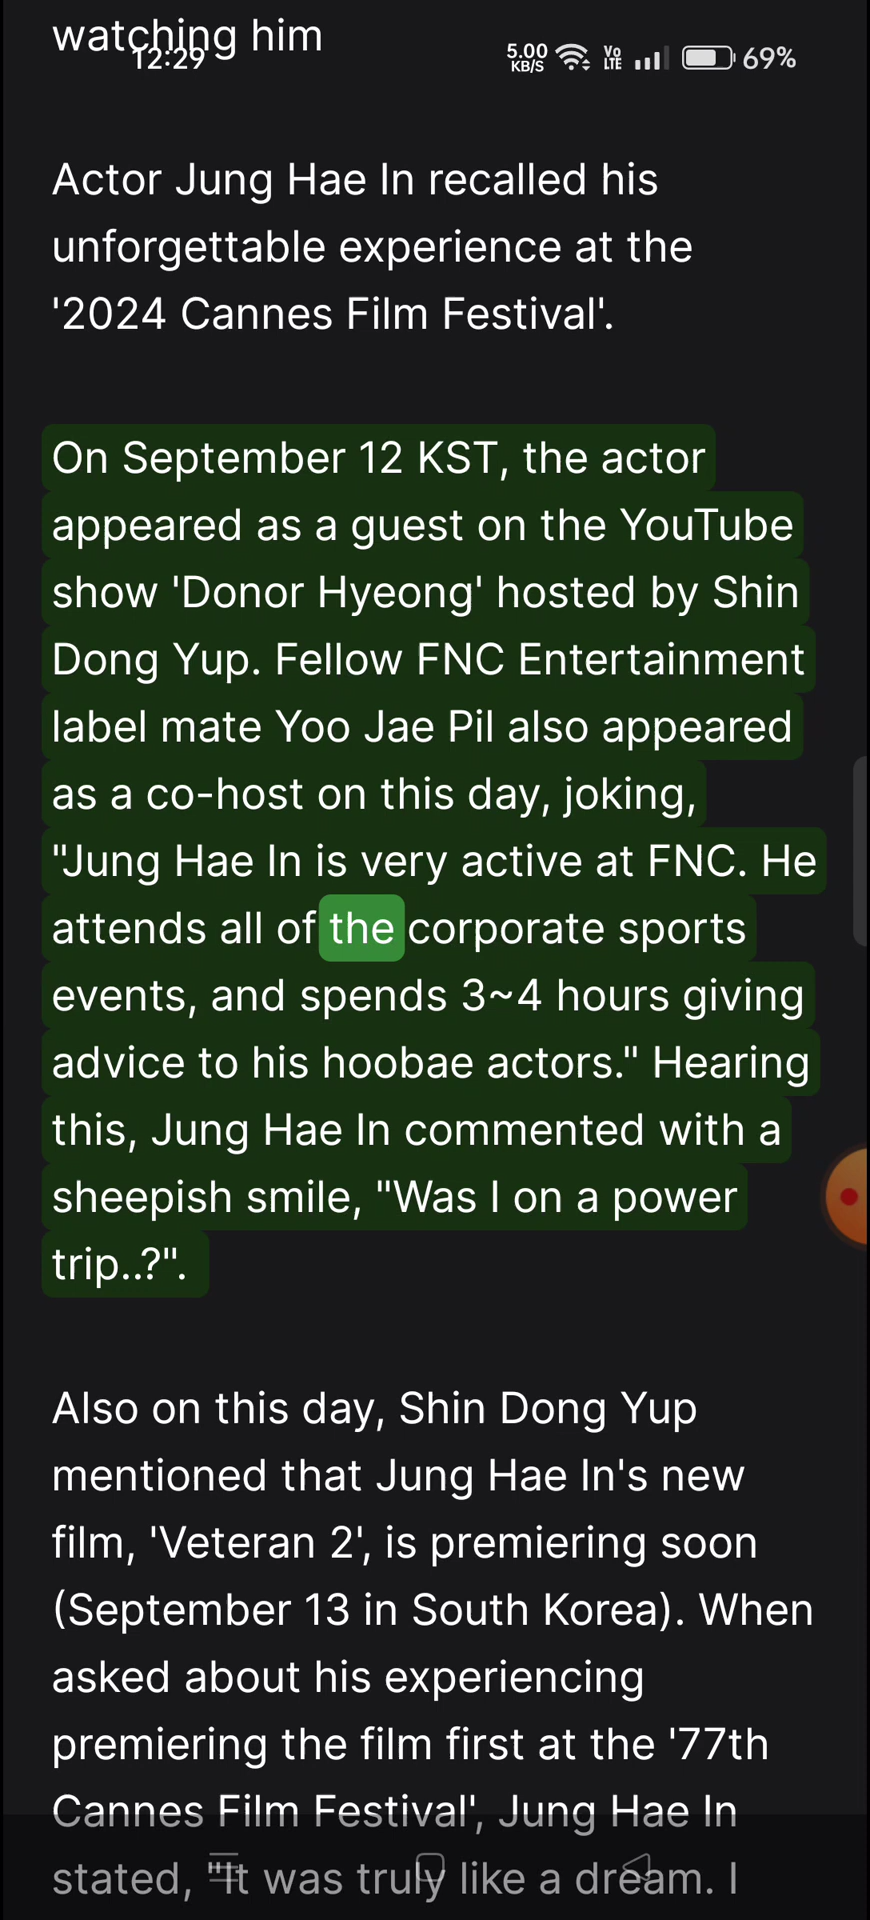 watching him
12:29
5.00 KB/S
Vo LTE
69%
Actor Jung Hae In recalled his
unforgettable experience at the
'2024 Cannes Film Festival'.
On September 12 KST, the actor
appeared as a guest on the YouTube
show 'Donor Hyeong' hosted by Shin
Dong Yup. Fellow FNC Entertainment
label mate Yoo Jae Pil also appeared
as a co-host on this day, joking,
"Jung Hae In is very active at FNC. He
attends all of the corporate sports
events, and spends 3~4 hours giving
advice to his hoobae actors." Hearing
this, Jung Hae In commented with a
sheepish smile, "Was I on a power
trip..?".
Also on this day, Shin Dong Yup
mentioned that Jung Hae In's new
film, 'Veteran 2', is premiering soon
(September 13 in South Korea). When
asked about his experiencing
premiering the film first at the '77th
Cannes Film Festival', Jung Hae In
stated, "It was truly like a dream. I